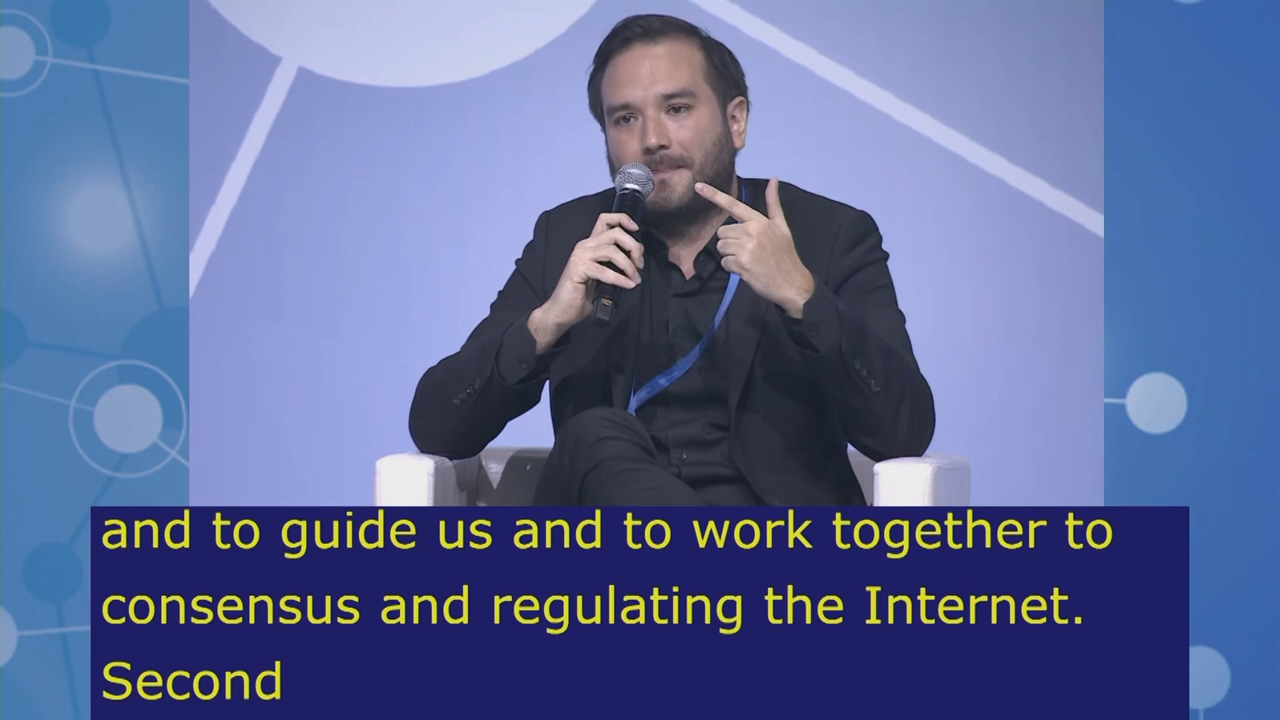 and to guide us and to work together to
consensus and regulating the Internet.
Second